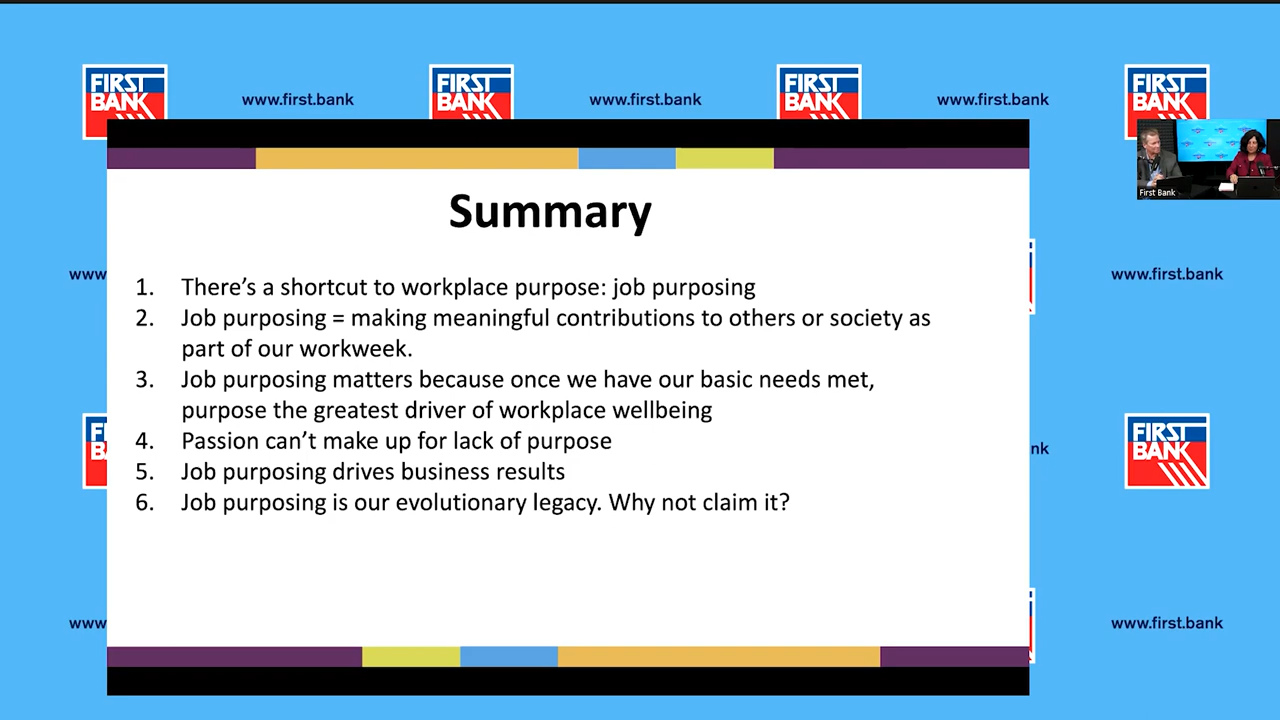 FIRST
BANK
www.first.bank
FIRST
BANK
www.first.bank
FIRST
BANK
www.first.bank
FIRST
BANK
First Bank
Summary
1. There’s a shortcut to workplace purpose: job purposing
2. Job purposing = making meaningful contributions to others or society as
part of our workweek.
3. Job purposing matters because once we have our basic needs met,
purpose the greatest driver of workplace wellbeing
4. Passion can’t make up for lack of purpose
5. Job purposing drives business results
6. Job purposing is our evolutionary legacy. Why not claim it?
www.
www.first.bank
nk
FIRST
BANK
www.
www.first.bank